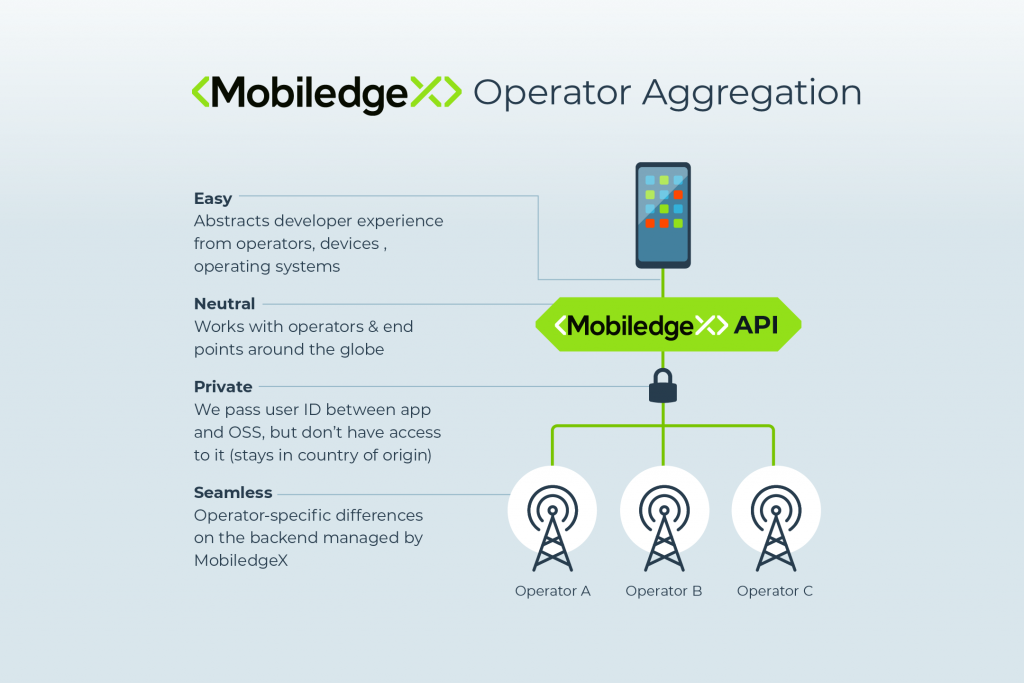 MobiledgeX Operator Aggregation
Easy
Abstracts developer experience
from operators, devices ,
operating systems
Neutral
Works with operators & end
points around the globe
Private
We pass user ID between app
and OSS, but don’t have access
to it (stays in country of origin)
Seamless
Operator-specific differences
on the backend managed by
MobiledgeX
MobiledgeX API
Operator A
Operator B
Operator C